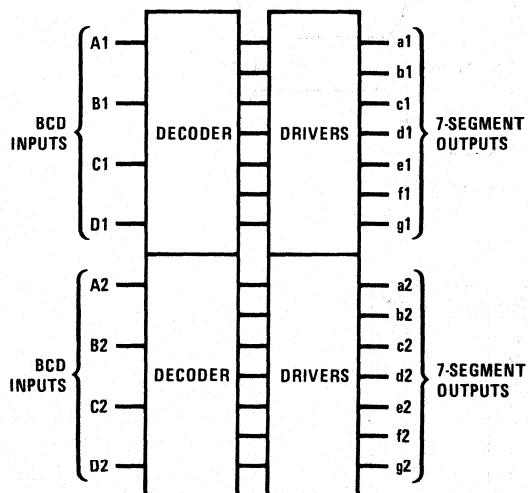 A1
B1
C1
D1
BCD
INPUTS
DECODER
DRIVERS
a1
b1
c1
d1
e1
f1
g1
7-SEGMENT
OUTPUTS
A2
B2
C2
D2
BCD
INPUTS
DECODER
DRIVERS
a2
b2
c2
d2
e2
f2
g2
7-SEGMENT
OUTPUTS